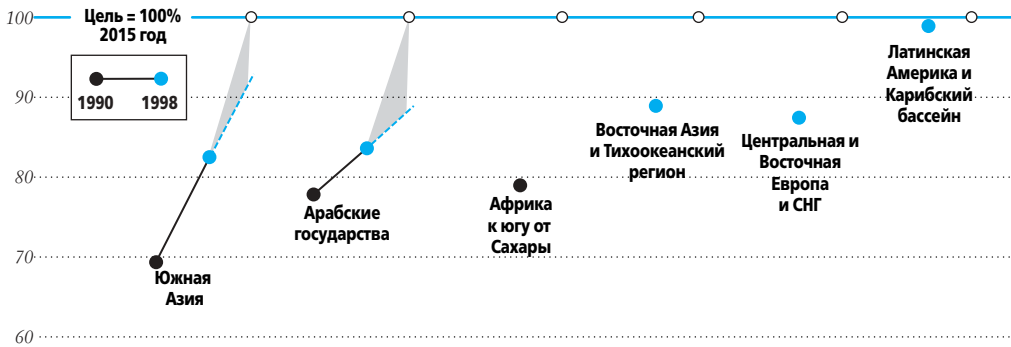 100
Цель = 100%
2015 год
1990 1998
90
80
70
60
Южная
Азия
Арабские
государства
Африка
к югу от
Сахары
Восточная Азия
и Тихоокеанский
регион
Центральная и
Восточная
Европа
и СНГ
Латинская
Америка и
Карибский
бассейн